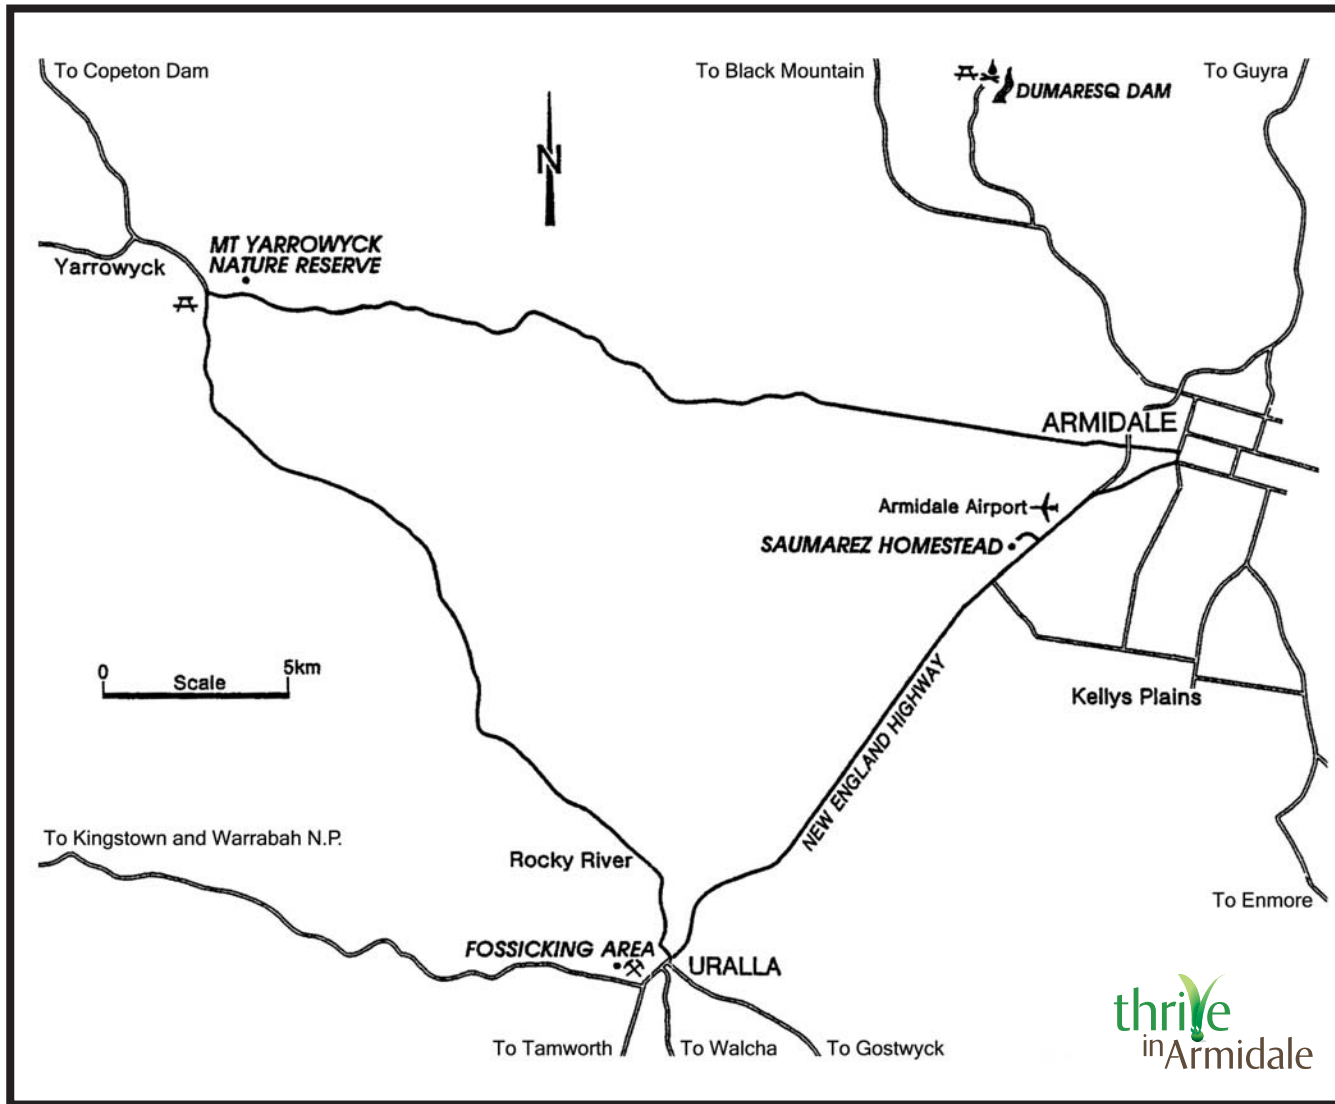 To Copeton Dam
To Black Mountain
DUMARESQ DAM
To Guyra
N
MT YARROWYCK
NATURE RESERVE
Yarrowyck
ARMIDALE
Armidale Airport
SAUMAREZ HOMESTEAD
0
5km
Scale
Kellys Plains
NEW ENGLAND HIGHWAY
To Kingstown and Warrabah N.P.
Rocky River
To Enmore
FOSSICKING AREA
URALLA
To Tamworth
To Walcha
To Gostwyck
thrive
in Armidale